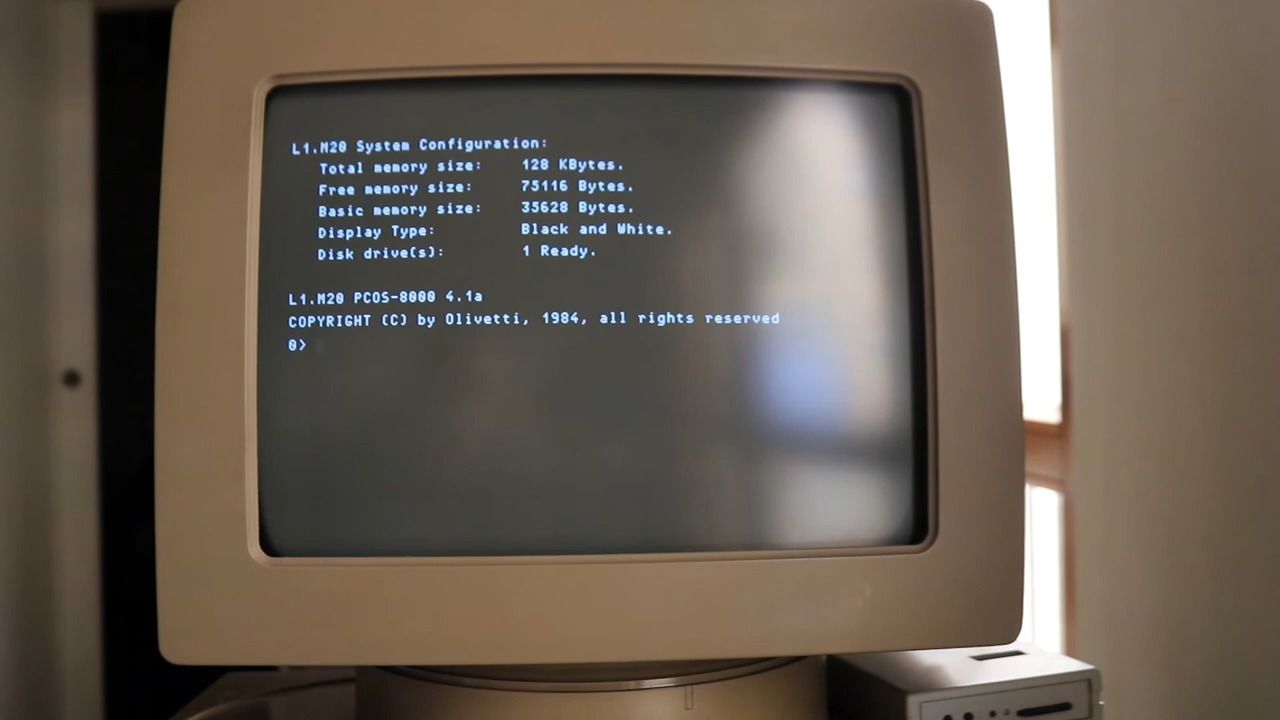 L1.M20 System Configuration:
Total memory size: 128 KBytes.
Free memory size: 75116 Bytes.
Basic memory size: 35628 Bytes.
Display Type: Black and White.
Disk drive(s): 1 Ready.
L1.M20 PCOS-8000 4.1a
COPYRIGHT (C) by Olivetti, 1984, all rights reserved
0>